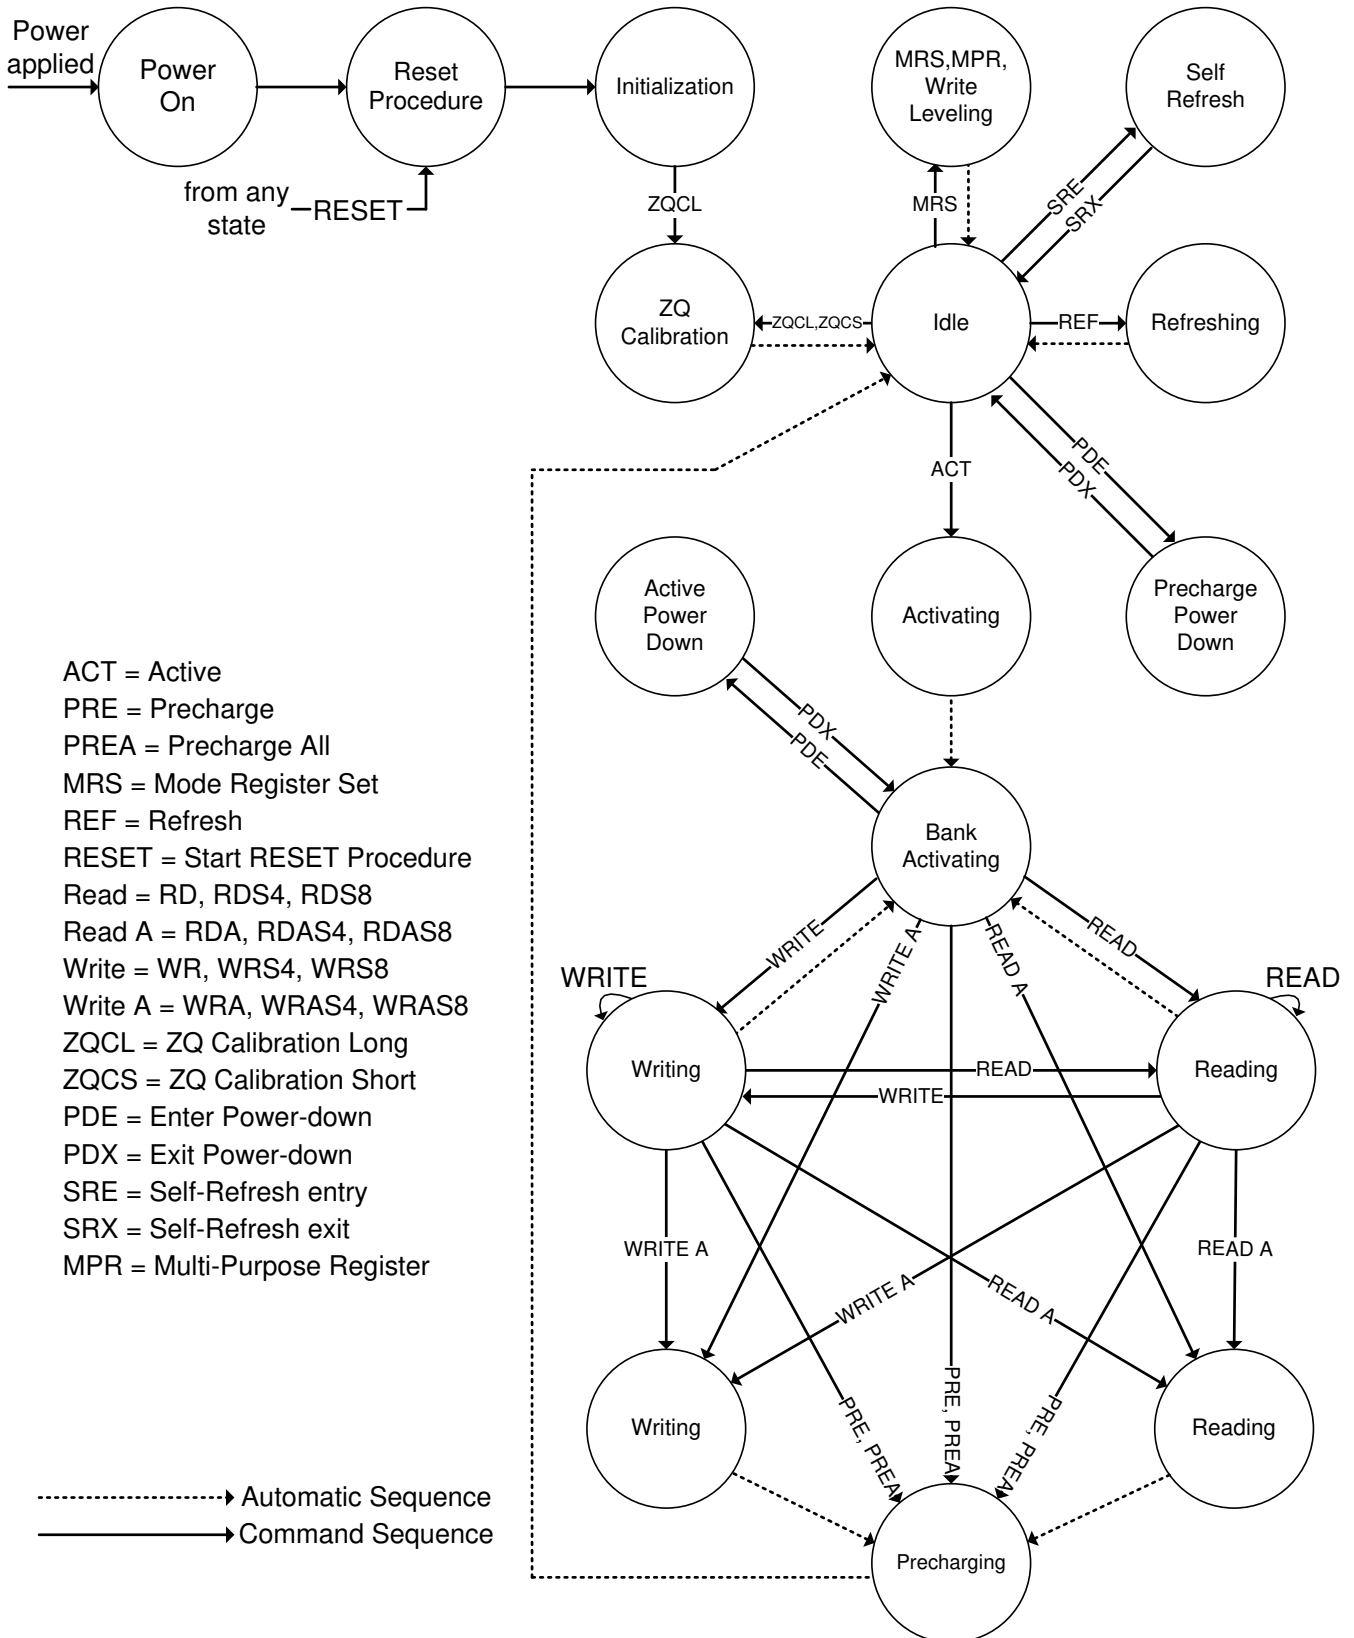 Power
applied
Power
On
Reset
Procedure
Initialization
MRS,MPR,
Write
Leveling
Self
Refresh
from any
state
RESET
ZQCL
MRS
SRE
SRX
ZQ
Calibration
ZQCL,ZQCS
Idle
REF
Refreshing
ACT
PDE
PDX
Active
Power
Down
Activating
Precharge
Power
Down
PDX
PDE
Bank
Activating
ACT = Active
PRE = Precharge
PREA = Precharge All
MRS = Mode Register Set
REF = Refresh
RESET = Start RESET Procedure
Read = RD, RDS4, RDS8
Read A = RDA, RDAS4, RDAS8
Write = WR, WRS4, WRS8
Write A = WRA, WRAS4, WRAS8
ZQCL = ZQ Calibration Long
ZQCS = ZQ Calibration Short
PDE = Enter Power-down
PDX = Exit Power-down
SRE = Self-Refresh entry
SRX = Self-Refresh exit
MPR = Multi-Purpose Register
WRITE
WRITE A
READ A
READ
WRITE
READ
Writing
READ
WRITE
Reading
WRITE A
WRITE A
READ A
READ A
PRE, PREA
PRE, PREA
PRE, PREA
Writing
Reading
Precharging
Automatic Sequence
Command Sequence